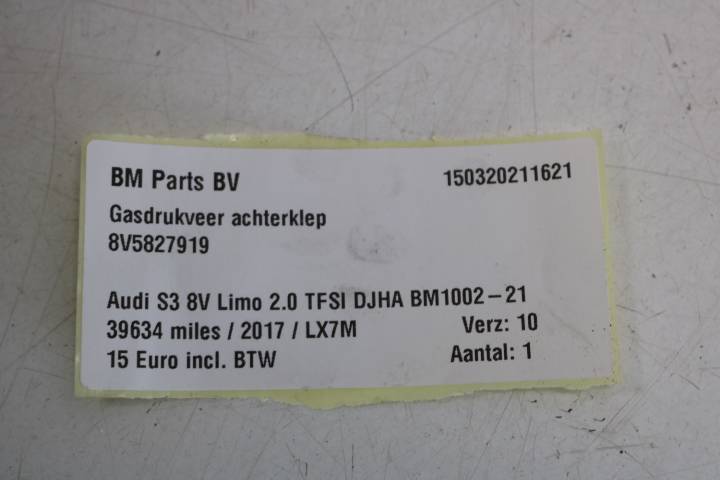 BM Parts BV 150320211621
Gasdrukveer achterklep
8V5827919
Audi S3 8V Limo 2.0 TFSI DJHA BM1002-21
39634 miles / 2017 / LX7M Verz: 10
15 Euro incl. BTW Aantal: 1